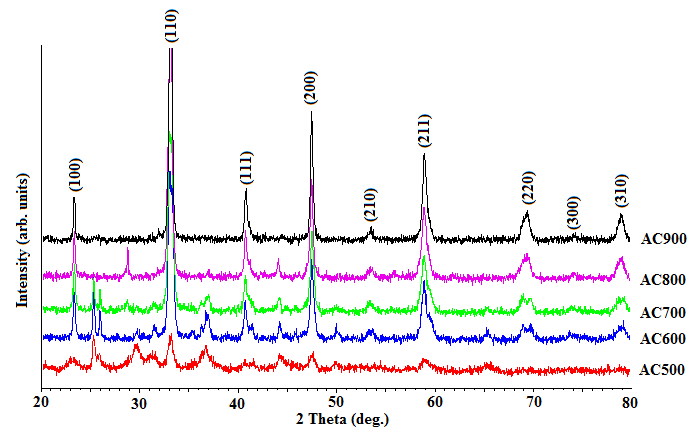 (110)
(200)
(211)
(100)
(111)
(210)
(220)
(300)
(310)
Intensity (arb. units)
AC900
AC800
AC700
AC600
AC500
20 30 40 50 60 70 80
2 Theta (deg.)